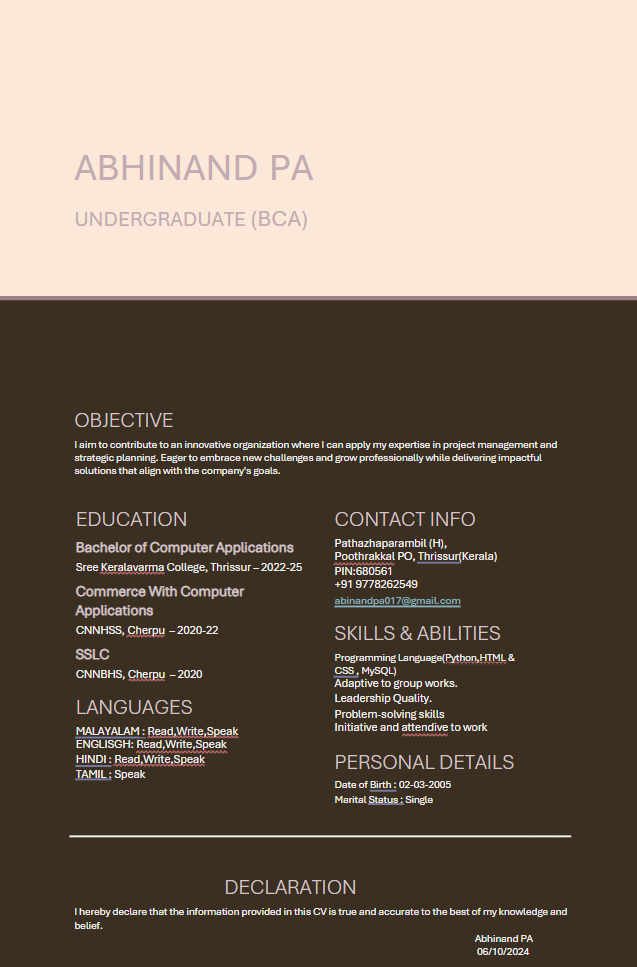 ABHINAND PA
UNDERGRADUATE (BCA)
OBJECTIVE
I aim to contribute to an innovative organization where I can apply my expertise in project management and
strategic planning. Eager to embrace new challenges and grow professionally while delivering impactful
solutions that align with the company's goals.
EDUCATION
Bachelor of Computer Applications
Sree Keralavarma College, Thrissur – 2022-25
Commerce With Computer
Applications
CNNHSS, Cherpu – 2020-22
SSLC
CNNBHS, Cherpu – 2020
LANGUAGES
MALAYALAM : Read,Write,Speak
ENGLISGH: Read,Write,Speak
HINDI : Read,Write,Speak
TAMIL : Speak
CONTACT INFO
Pathazhaparambil (H),
Poothrakkal PO, Thrissur(Kerala)
PIN:680561
+91 9778262549
abinandpa017@gmail.com
SKILLS & ABILITIES
Programming Language(Python,HTML &
CSS , MySQL)
Adaptive to group works.
Leadership Quality.
Problem-solving skills
Initiative and attendive to work
PERSONAL DETAILS
Date of Birth : 02-03-2005
Marital Status : Single
DECLARATION
I hereby declare that the information provided in this CV is true and accurate to the best of my knowledge and
belief.
Abhinand PA
06/10/2024